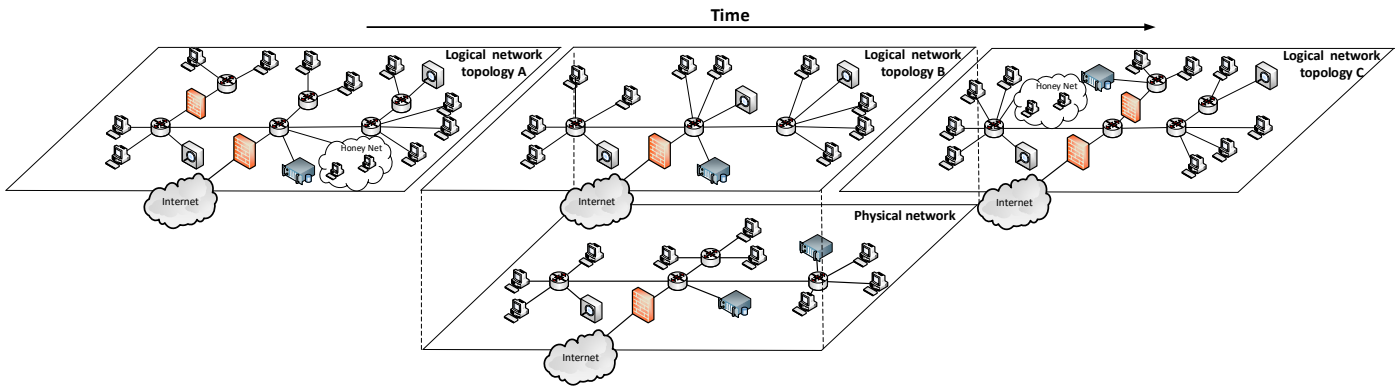 Time
Logical network
topology A
Logical network
topology B
Logical network
topology C
Honey Net
Honey Net
Internet
Internet
Internet
Physical network
Internet